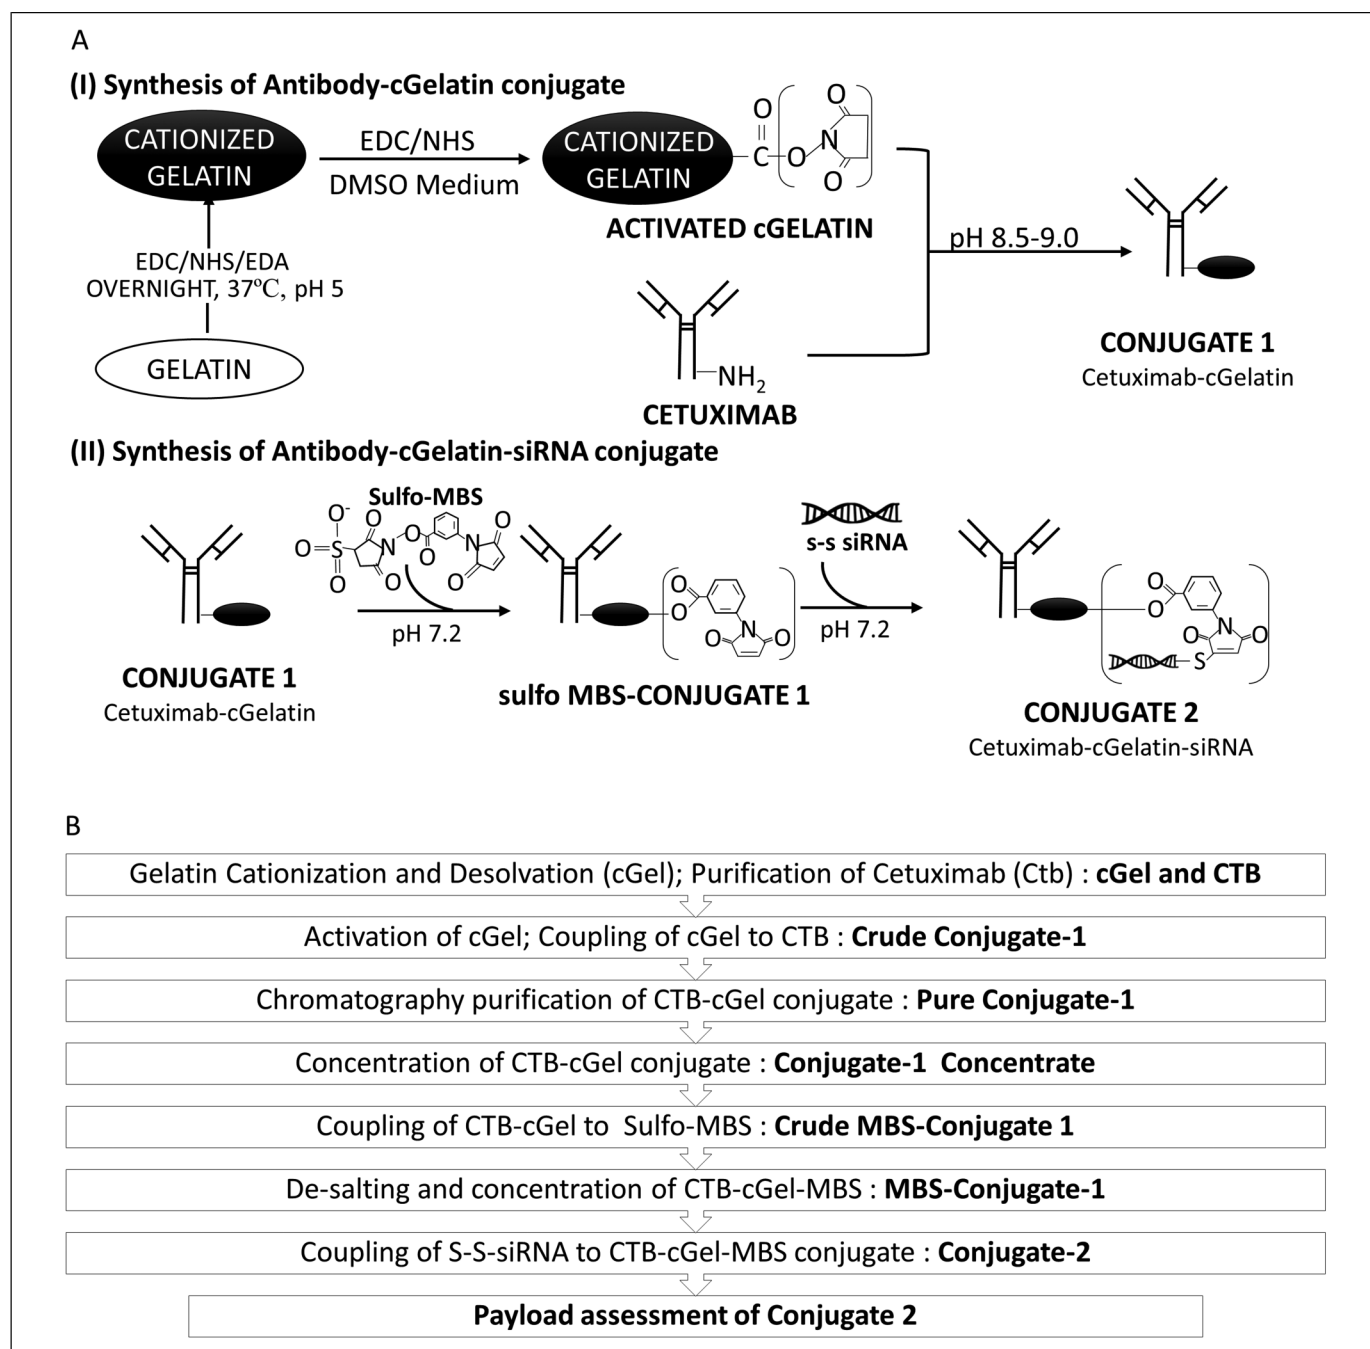 A
(I) Synthesis of Antibody-cGelatin conjugate
CATIONIZED
GELATIN
EDC/NHS
DMSO Medium
CATIONIZED
GELATIN
C
O
O
N
O
O
ACTIVATED cGELATIN
EDC/NHS/EDA
OVERNIGHT, 37ºC, pH 5
GELATIN
NH2
CETUXIMAB
pH 8.5-9.0
CONJUGATE 1
Cetuximab-cGelatin
(II) Synthesis of Antibody-cGelatin-siRNA conjugate
CONJUGATE 1
Cetuximab-cGelatin
Sulfo-MBS
O-
O
S
O
O
N
O
O
O
N
O
O
pH 7.2
O
O
N
O
O
sulfo MBS-CONJUGATE 1
s-s siRNA
pH 7.2
O
O
N
O
O
S
CONJUGATE 2
Cetuximab-cGelatin-siRNA
B
Gelatin Cationization and Desolvation (cGel); Purification of Cetuximab (Ctb) : cGel and CTB
Activation of cGel; Coupling of cGel to CTB : Crude Conjugate-1
Chromatography purification of CTB-cGel conjugate : Pure Conjugate-1
Concentration of CTB-cGel conjugate : Conjugate-1 Concentrate
Coupling of CTB-cGel to Sulfo-MBS : Crude MBS-Conjugate 1
De-salting and concentration of CTB-cGel-MBS : MBS-Conjugate-1
Coupling of S-S-siRNA to CTB-cGel-MBS conjugate : Conjugate-2
Payload assessment of Conjugate 2